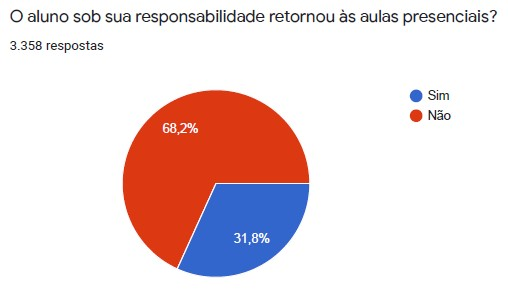 O aluno sob sua responsabilidade retornou às aulas presenciais?
3.358 respostas
Sim
Não
68,2%
31,8%